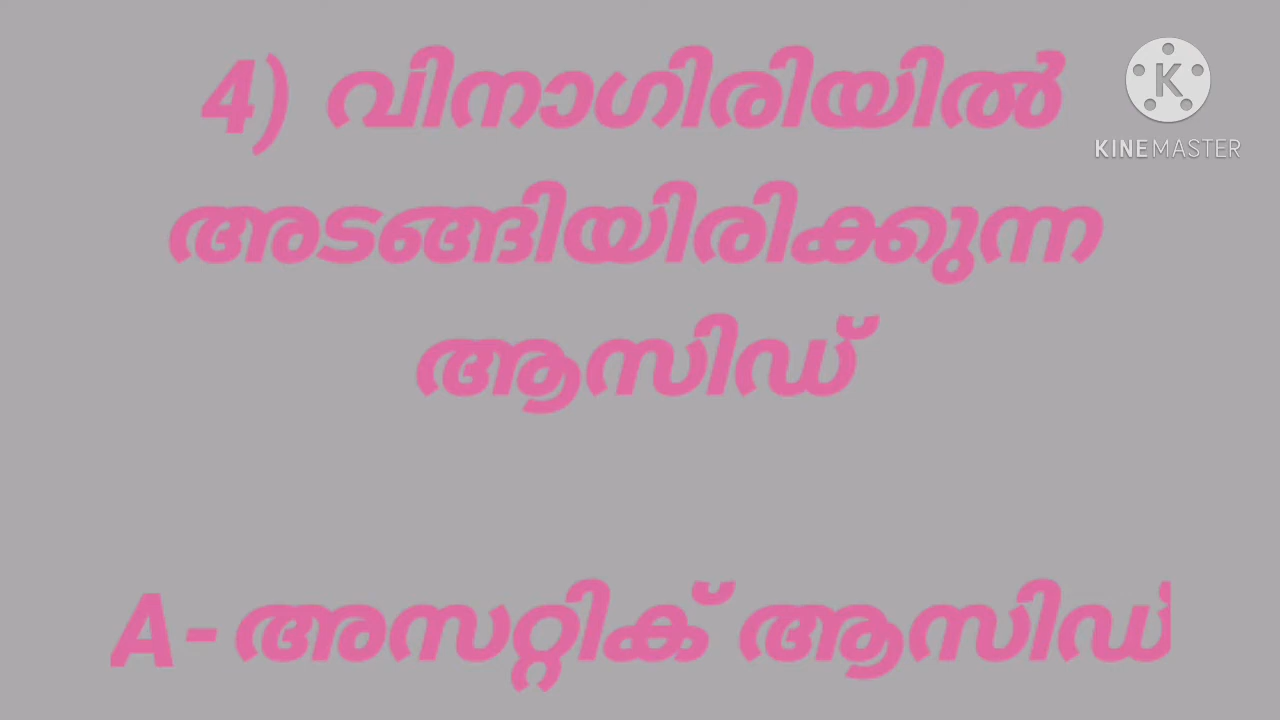 4) വിനാഗിരിയിൽ
KINEMASTER
അടങ്ങിയിരിക്കുന്ന
ആസിഡ്
A-അസറ്റിക് ആസിഡ്